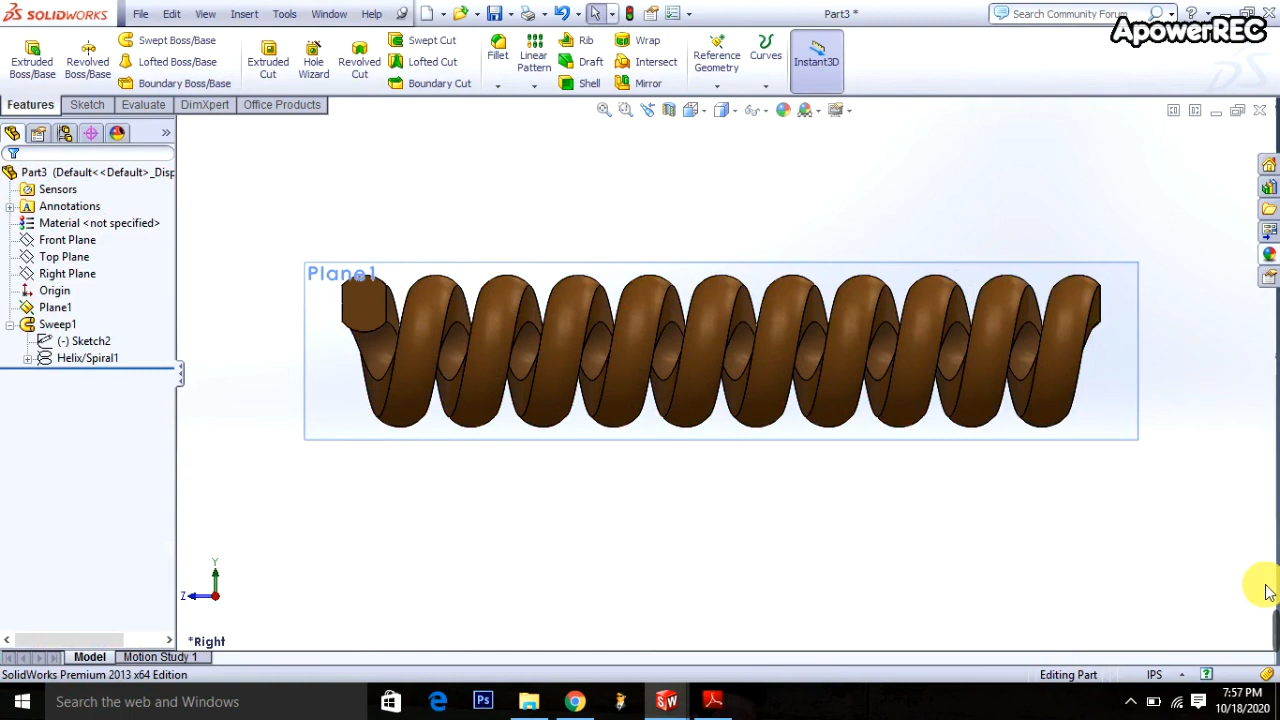 SOLIDWORKS File Edit View Insert Tools Window Help Part3 * Search Community Forum
ApowerREC
Extruded Boss/Base Revolved Boss/Base Swept Boss/Base Lofted Boss/Base Boundary Boss/Base Extruded Cut Hole Wizard Revolved Cut Swept Cut Lofted Cut Boundary Cut Fillet Linear Pattern Rib Draft Shell Wrap Intersect Mirror Reference Geometry Curves Instant3D
Features Sketch Evaluate DimXpert Office Products
Part3 (Default<<Default>_Disp
Sensors
Annotations
Material <not specified>
Front Plane
Top Plane
Right Plane
Origin
Plane1
Sweep1
(-) Sketch2
Helix/Spiral1
Plane1
Y
Z
*Right
Model Motion Study 1
SolidWorks Premium 2013 x64 Edition Editing Part IPS
Search the web and Windows
7:57 PM
10/18/2020